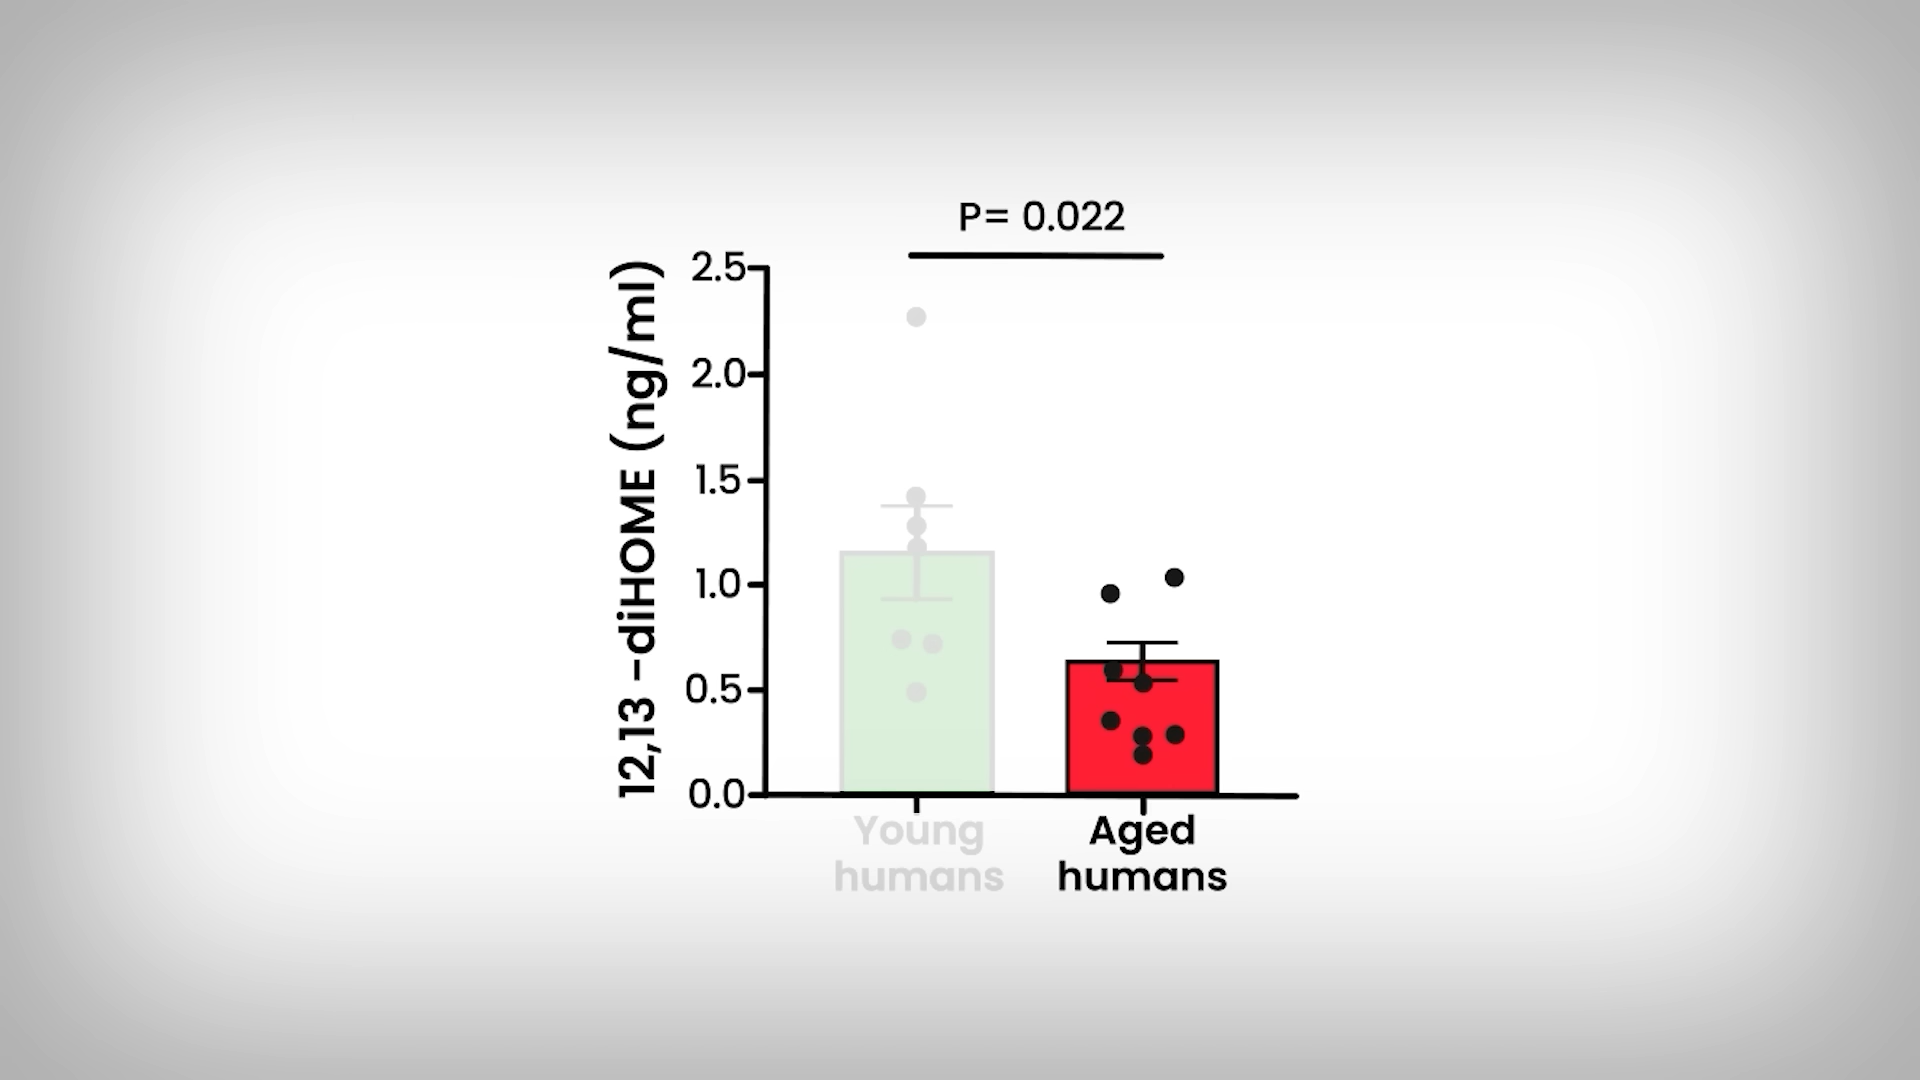 P= 0.022
12,13 –diHOME (ng/ml)
2.5
2.0
1.5
1.0
0.5
0.0
Young
humans
Aged
humans